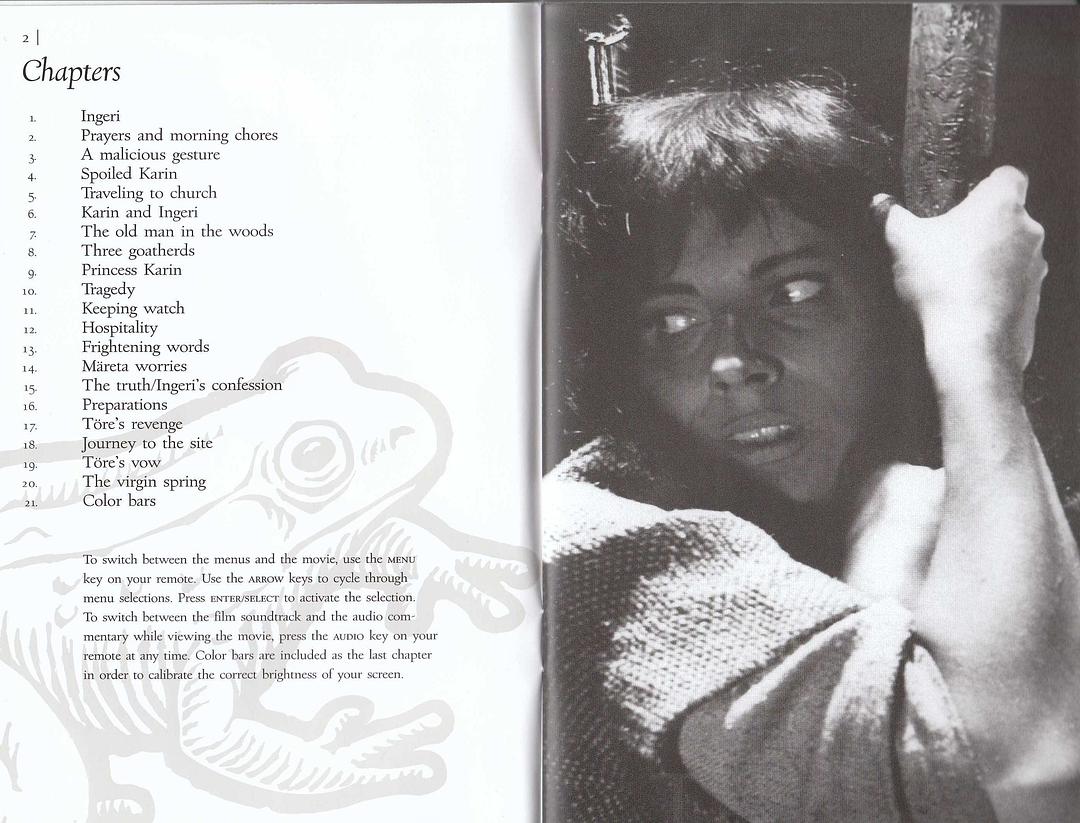 2 |
Chapters
1. Ingeri
2. Prayers and morning chores
3. A malicious gesture
4. Spoiled Karin
5. Traveling to church
6. Karin and Ingeri
7. The old man in the woods
8. Three goatherds
9. Princess Karin
10. Tragedy
11. Keeping watch
12. Hospitality
13. Frightening words
14. Märeta worries
15. The truth/Ingeri's confession
16. Preparations
17. Töre's revenge
18. Journey to the site
19. Töre's vow
20. The virgin spring
21. Color bars
To switch between the menus and the movie, use the MENU
key on your remote. Use the ARROW keys to cycle through
menu selections. Press ENTER/SELECT to activate the selection.
To switch between the film soundtrack and the audio com-
mentary while viewing the movie, press the AUDIO key on your
remote at any time. Color bars are included as the last chapter
in order to calibrate the correct brightness of your screen.